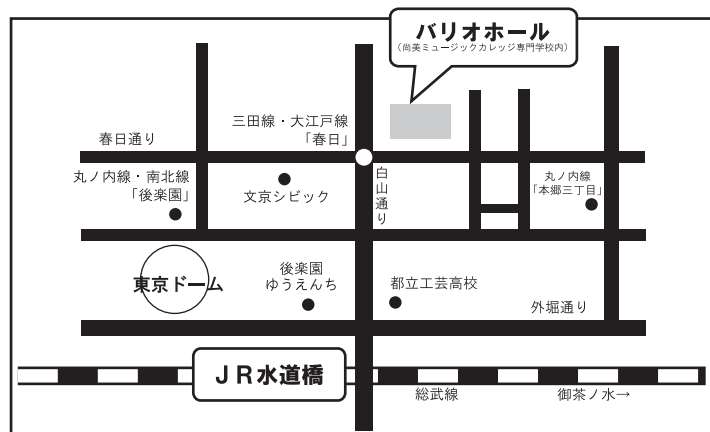 バリオホール
（尚美ミュージックカレッジ専門学校内）
三田線・大江戸線
「春日」
春日通り
丸ノ内線・南北線
「後楽園」
文京シビック
白山通り
丸ノ内線
「本郷三丁目」
東京ドーム
後楽園
ゆうえんち
都立工芸高校
外堀通り
ＪＲ水道橋
総武線
御茶ノ水→